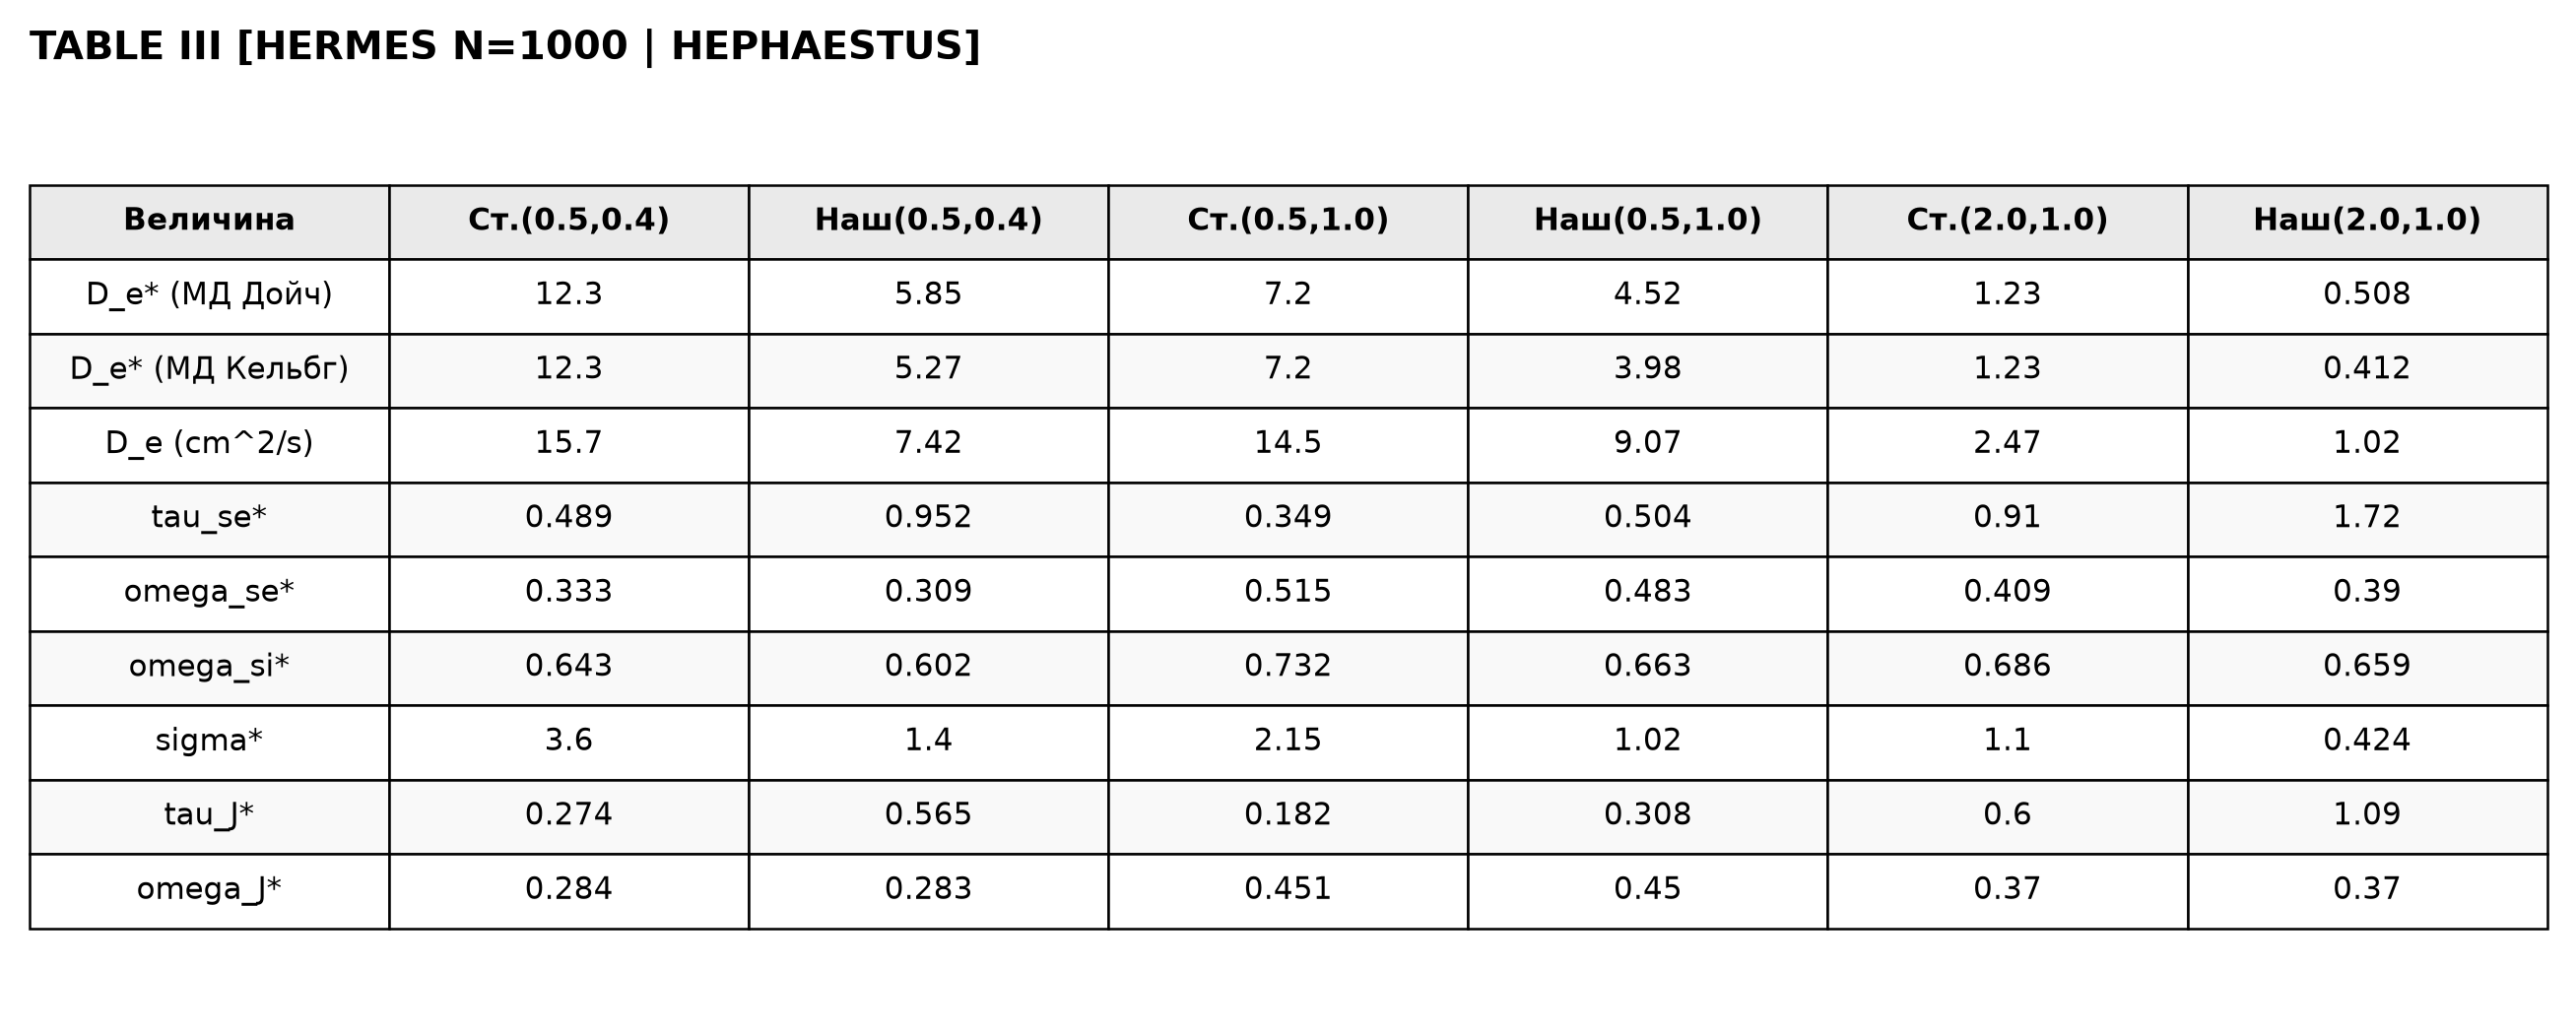 TABLE III [HERMES N=1000 | HEPHAESTUS]
Величина Ст.(0.5,0.4) Наш(0.5,0.4) Ст.(0.5,1.0) Наш(0.5,1.0) Ст.(2.0,1.0) Наш(2.0,1.0)
D_e* (МД Дойч) 12.3 5.85 7.2 4.52 1.23 0.508
D_e* (МД Кельбг) 12.3 5.27 7.2 3.98 1.23 0.412
D_e (cm^2/s) 15.7 7.42 14.5 9.07 2.47 1.02
tau_se* 0.489 0.952 0.349 0.504 0.91 1.72
omega_se* 0.333 0.309 0.515 0.483 0.409 0.39
omega_si* 0.643 0.602 0.732 0.663 0.686 0.659
sigma* 3.6 1.4 2.15 1.02 1.1 0.424
tau_J* 0.274 0.565 0.182 0.308 0.6 1.09
omega_J* 0.284 0.283 0.451 0.45 0.37 0.37